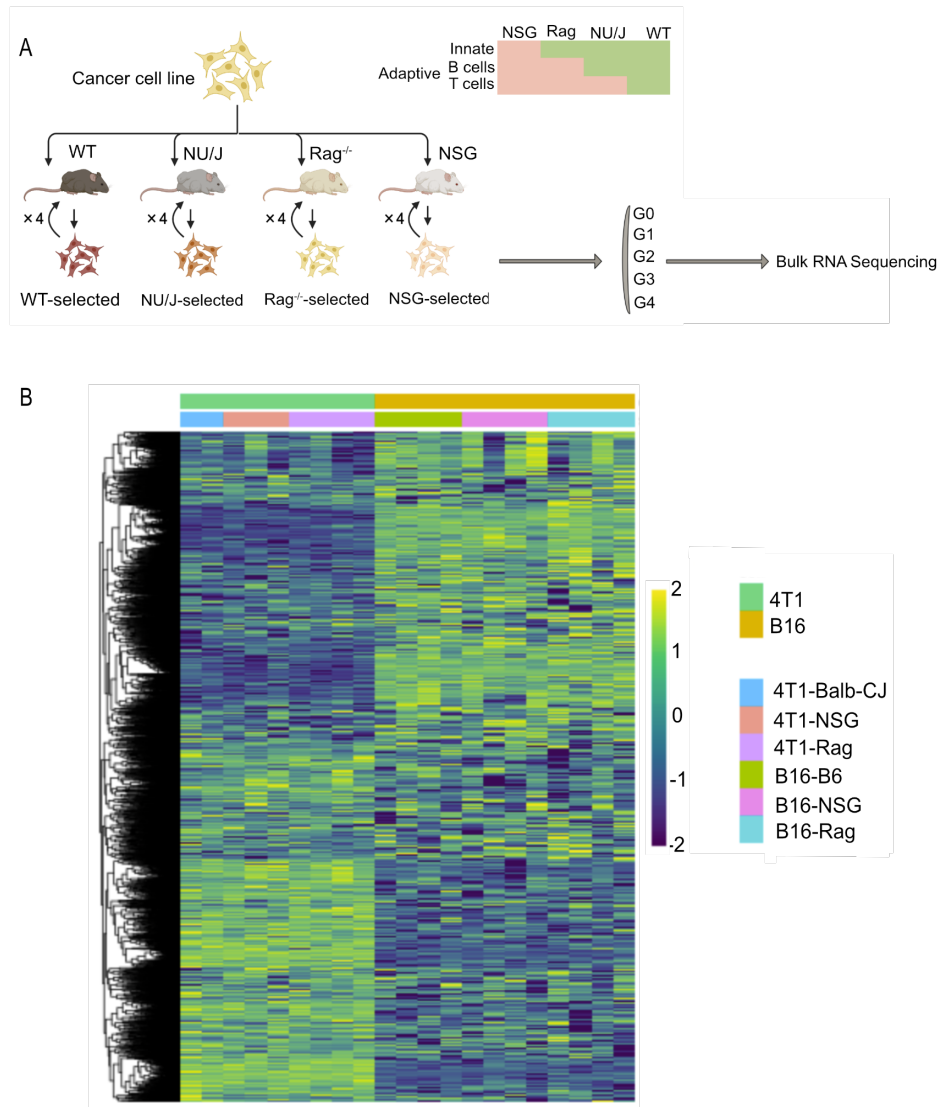 A
NSG Rag NU/J WT
Innate
Adaptive B cells
T cells
Cancer cell line
WT NU/J Rag-/- NSG
×4 ×4 ×4 ×4
WT-selected NU/J-selected Rag-/--selected NSG-selected
G0
G1
G2
G3
G4
Bulk RNA Sequencing
B
2
1
0
-1
-2
4T1
B16
4T1-Balb-CJ
4T1-NSG
4T1-Rag
B16-B6
B16-NSG
B16-Rag